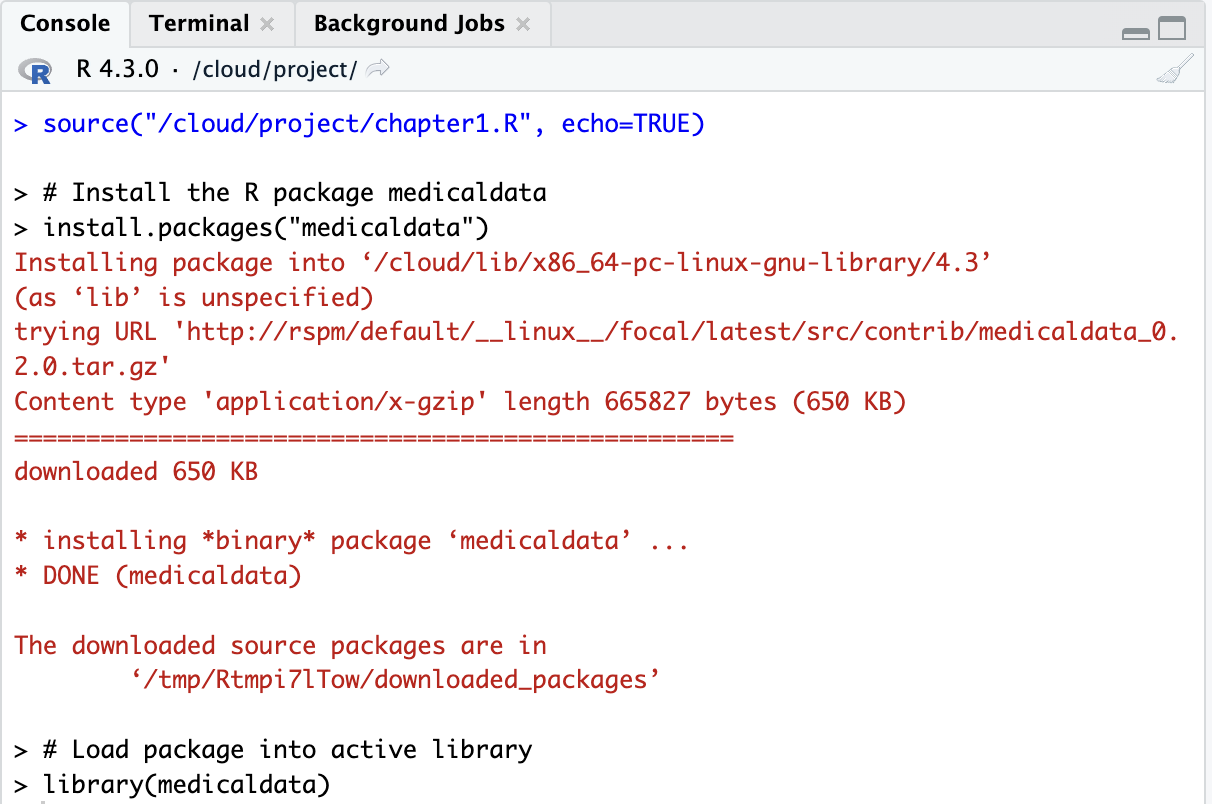 Console Terminal × Background Jobs ×
R R 4.3.0 · /cloud/project/
> source("/cloud/project/chapter1.R", echo=TRUE)
> # Install the R package medicaldata
> install.packages("medicaldata")
Installing package into ‘/cloud/lib/x86_64-pc-linux-gnu-library/4.3’
(as ‘lib’ is unspecified)
trying URL 'http://rspm/default/__linux__/focal/latest/src/contrib/medicaldata_0.
2.0.tar.gz'
Content type 'application/x-gzip' length 665827 bytes (650 KB)
==================================================
downloaded 650 KB
* installing *binary* package ‘medicaldata’ ...
* DONE (medicaldata)
The downloaded source packages are in
‘/tmp/Rtmpi7lTow/downloaded_packages’
> # Load package into active library
> library(medicaldata)